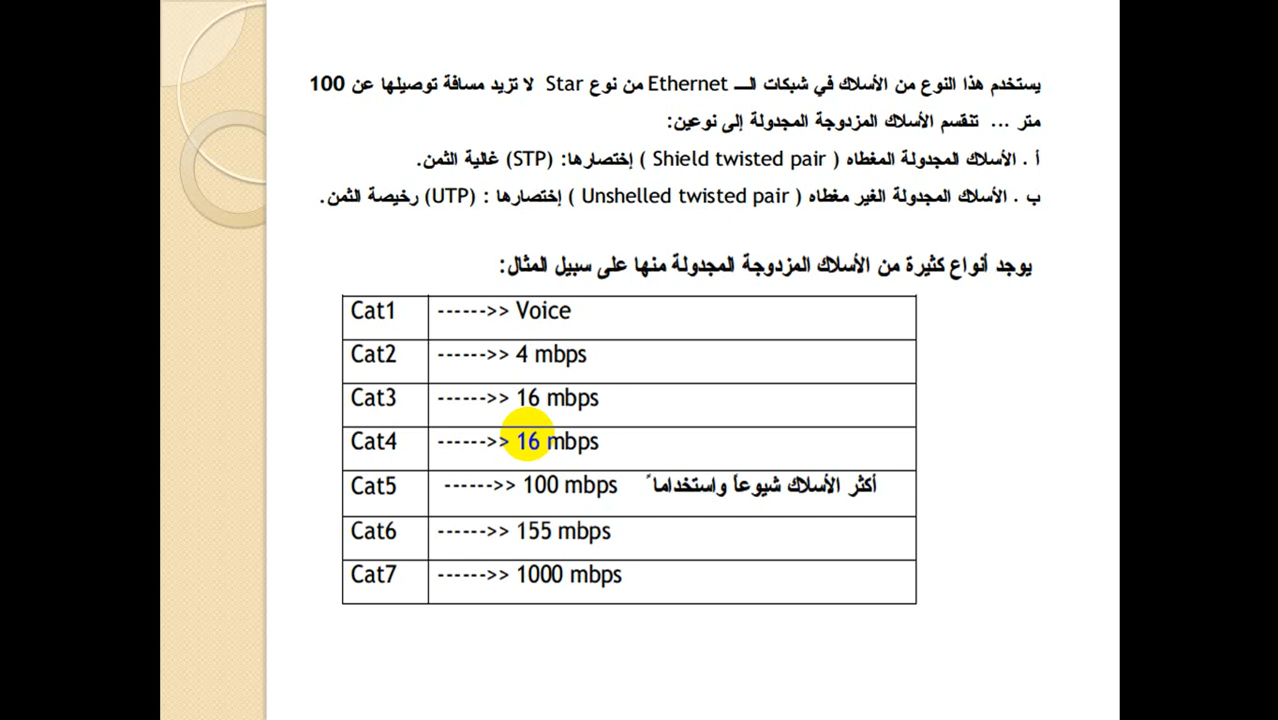 يستخدم هذا النوع من الأسلاك في شبكات الـــ Ethernet من نوع Star لا تزيد مسافة توصيلها عن 100
متر ... تنقسم الأسلاك المزدوجة المجدولة إلى نوعين:
أ . الأسلاك المجدولة المغطاه ( Shield twisted pair ) إختصارها: (STP) غالية الثمن.
ب . الأسلاك المجدولة الغير مغطاه ( Unshelled twisted pair ) إختصارها : (UTP) رخيصة الثمن.
يوجد أنواع كثيرة من الأسلاك المزدوجة المجدولة منها على سبيل المثال:
Cat1 ------>> Voice
Cat2 ------>> 4 mbps
Cat3 ------>> 16 mbps
Cat4 ------>> 16 mbps
Cat5 ------>> 100 mbps أكثر الأسلاك شيوعاً واستخداماً
Cat6 ------>> 155 mbps
Cat7 ------>> 1000 mbps